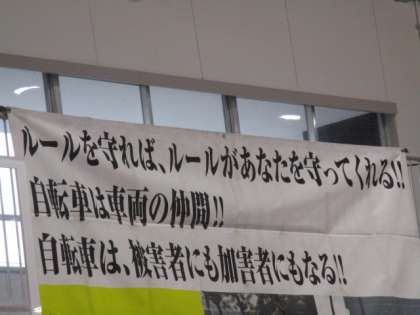 ルールを守れば、ルールがあなたを守ってくれる!!
自転車は車両の仲間!!
自転車は、被害者にも加害者にもなる!!